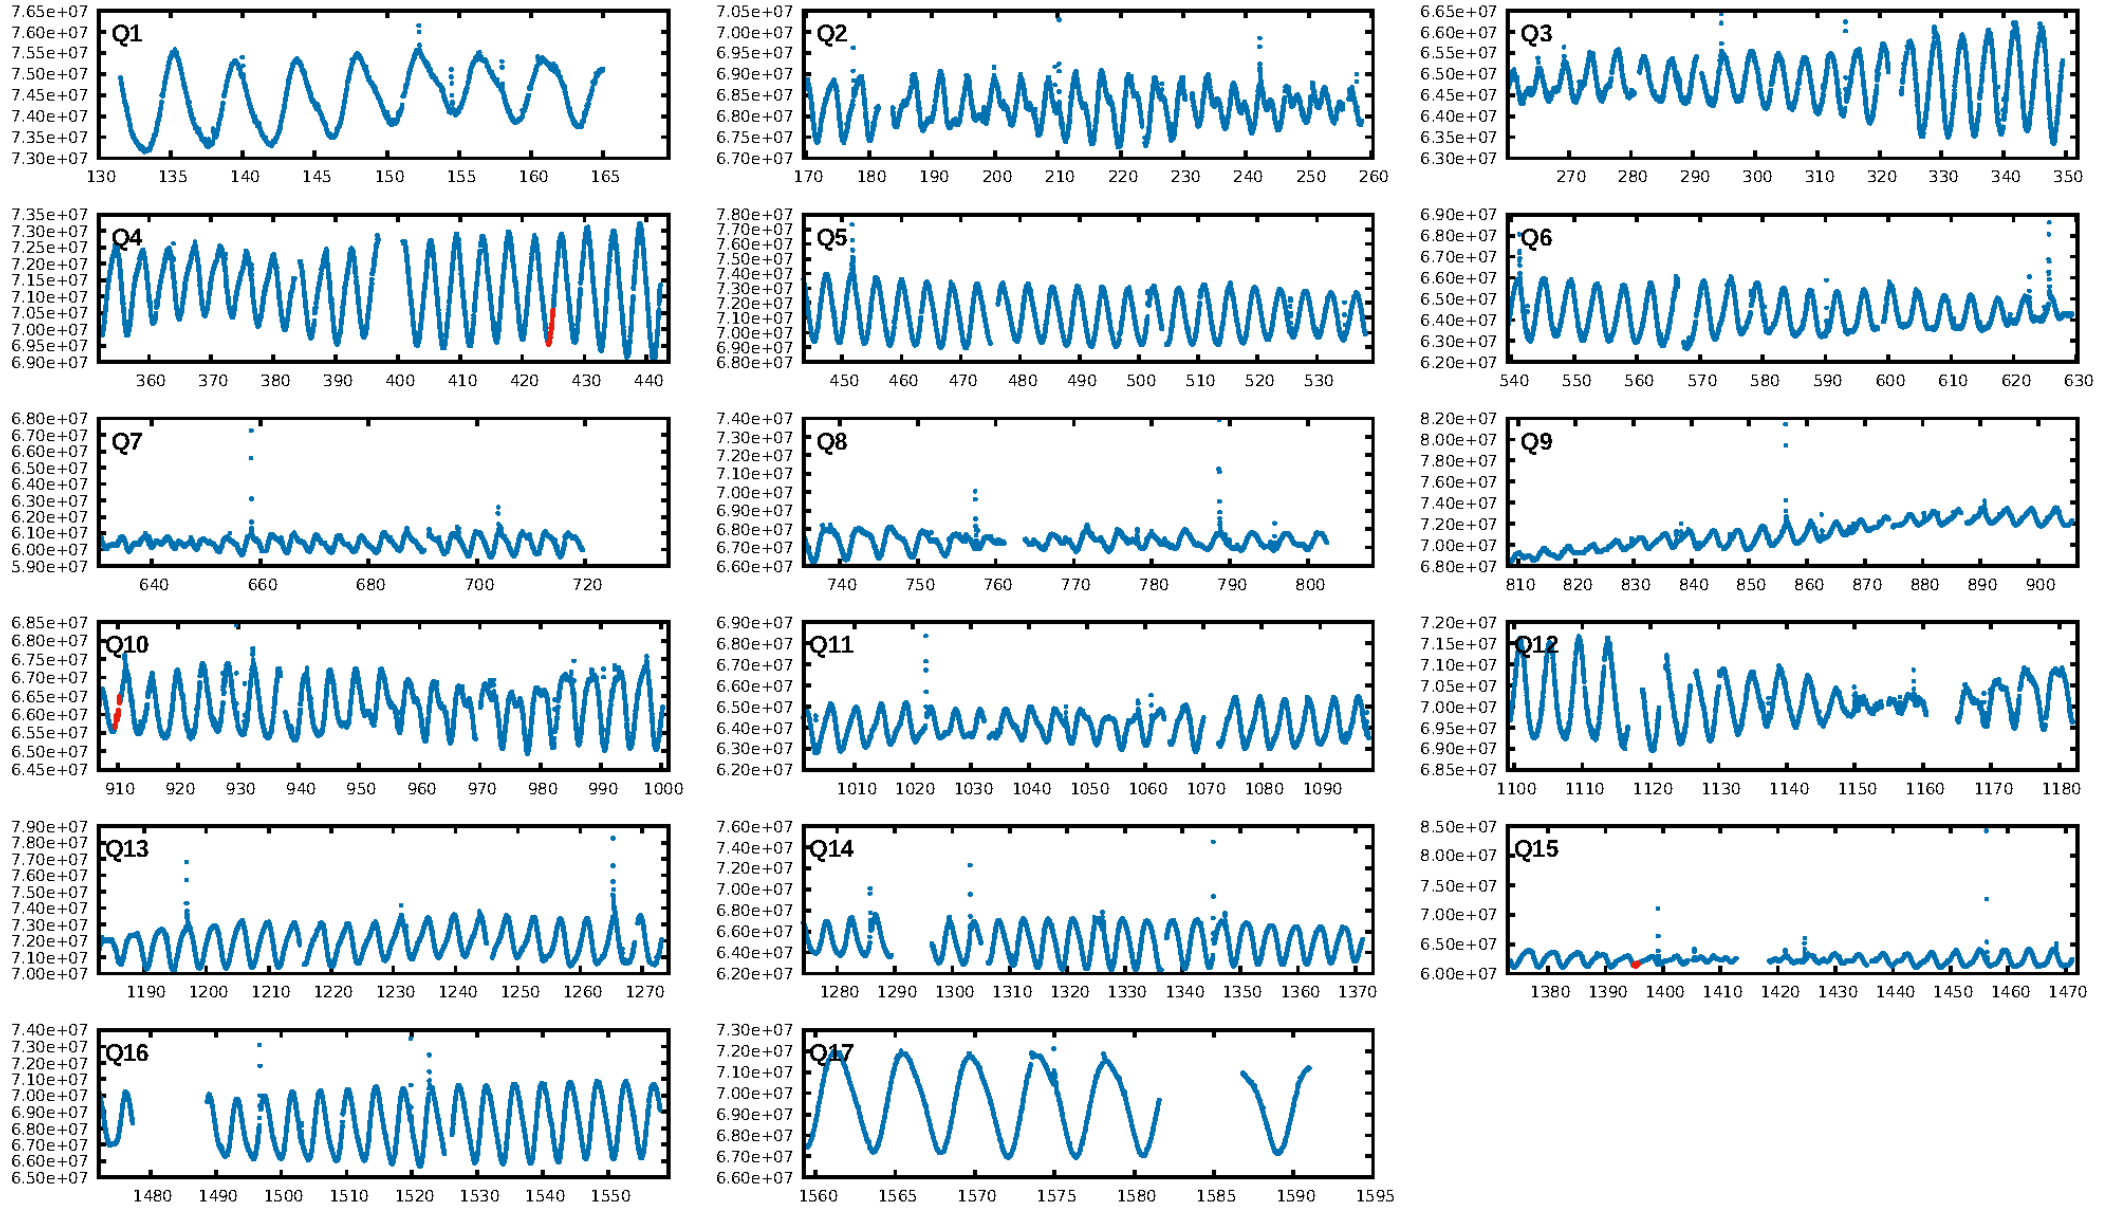 7.65e+07
7.60e+07
7.55e+07
7.50e+07
7.45e+07
7.40e+07
7.35e+07
7.30e+07
Q1
130 135 140 145 150 155 160 165
7.05e+07
7.00e+07
6.95e+07
6.90e+07
6.85e+07
6.80e+07
6.75e+07
6.70e+07
Q2
170 180 190 200 210 220 230 240 250 260
6.65e+07
6.60e+07
6.55e+07
6.50e+07
6.45e+07
6.40e+07
6.35e+07
6.30e+07
Q3
270 280 290 300 310 320 330 340 350
7.35e+07
7.30e+07
7.25e+07
7.20e+07
7.15e+07
7.10e+07
7.05e+07
7.00e+07
6.95e+07
6.90e+07
Q4
360 370 380 390 400 410 420 430 440
7.80e+07
7.70e+07
7.60e+07
7.50e+07
7.40e+07
7.30e+07
7.20e+07
7.10e+07
7.00e+07
6.90e+07
6.80e+07
Q5
450 460 470 480 490 500 510 520 530
6.90e+07
6.80e+07
6.70e+07
6.60e+07
6.50e+07
6.40e+07
6.30e+07
6.20e+07
Q6
540 550 560 570 580 590 600 610 620 630
6.80e+07
6.70e+07
6.60e+07
6.50e+07
6.40e+07
6.30e+07
6.20e+07
6.10e+07
6.00e+07
5.90e+07
Q7
640 660 680 700 720
7.40e+07
7.30e+07
7.20e+07
7.10e+07
7.00e+07
6.90e+07
6.80e+07
6.70e+07
6.60e+07
Q8
740 750 760 770 780 790 800
8.20e+07
8.00e+07
7.80e+07
7.60e+07
7.40e+07
7.20e+07
7.00e+07
6.80e+07
Q9
810 820 830 840 850 860 870 880 890 900
6.85e+07
6.80e+07
6.75e+07
6.70e+07
6.65e+07
6.60e+07
6.55e+07
6.50e+07
6.45e+07
Q10
910 920 930 940 950 960 970 980 990 1000
6.90e+07
6.80e+07
6.70e+07
6.60e+07
6.50e+07
6.40e+07
6.30e+07
6.20e+07
Q11
1010 1020 1030 1040 1050 1060 1070 1080 1090
7.20e+07
7.15e+07
7.10e+07
7.05e+07
7.00e+07
6.95e+07
6.90e+07
6.85e+07
Q12
1100 1110 1120 1130 1140 1150 1160 1170 1180
7.90e+07
7.80e+07
7.70e+07
7.60e+07
7.50e+07
7.40e+07
7.30e+07
7.20e+07
7.10e+07
7.00e+07
Q13
1190 1200 1210 1220 1230 1240 1250 1260 1270
7.60e+07
7.40e+07
7.20e+07
7.00e+07
6.80e+07
6.60e+07
6.40e+07
6.20e+07
Q14
1280 1290 1300 1310 1320 1330 1340 1350 1360 1370
8.50e+07
8.00e+07
7.50e+07
7.00e+07
6.50e+07
6.00e+07
Q15
1380 1390 1400 1410 1420 1430 1440 1450 1460 1470
7.40e+07
7.30e+07
7.20e+07
7.10e+07
7.00e+07
6.90e+07
6.80e+07
6.70e+07
6.60e+07
6.50e+07
Q16
1480 1490 1500 1510 1520 1530 1540 1550
7.30e+07
7.20e+07
7.10e+07
7.00e+07
6.90e+07
6.80e+07
6.70e+07
6.60e+07
Q17
1560 1565 1570 1575 1580 1585 1590 1595